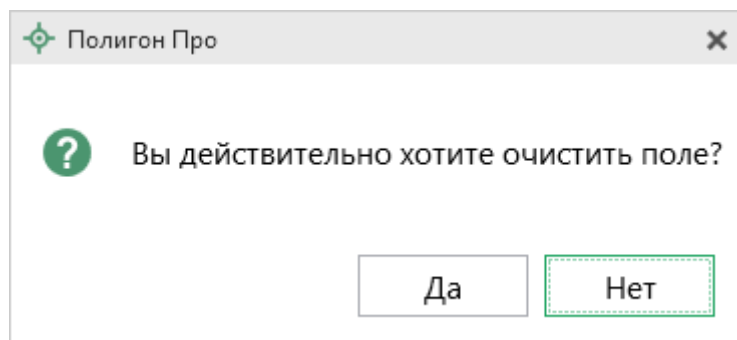 Полигон Про
Вы действительно хотите очистить поле?
Да
Нет